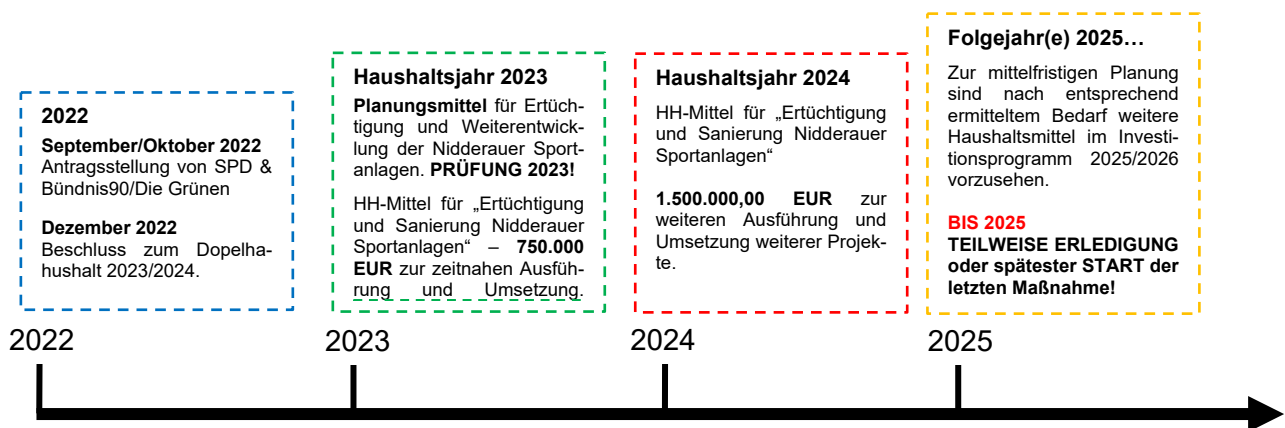 2022
September/Oktober 2022
Antragsstellung von SPD &
Bündnis90/Die Grünen
Dezember 2022
Beschluss zum Dopelha-
hushalt 2023/2024.
Haushaltsjahr 2023
Planungsmittel für Ertüch-
tigung und Weiterentwick-
lung der Nidderauer Sport-
anlagen. PRÜFUNG 2023!
HH-Mittel für „Ertüchtigung
und Sanierung Nidderauer
Sportanlagen“ – 750.000
EUR zur zeitnahen Ausfüh-
rung und Umsetzung.
Haushaltsjahr 2024
HH-Mittel für „Ertüchtigung
und Sanierung Nidderauer
Sportanlagen“
1.500.000,00 EUR zur
weiteren Ausführung und
Umsetzung weiterer Projek-
te.
Folgejahr(e) 2025…
Zur mittelfristigen Planung
sind nach entsprechend
ermitteltem Bedarf weitere
Haushaltsmittel im Investi-
tionsprogramm 2025/2026
vorzusehen.
BIS 2025
TEILWEISE ERLEDIGUNG
oder spätester START der
letzten Maßnahme!
2022
2023
2024
2025